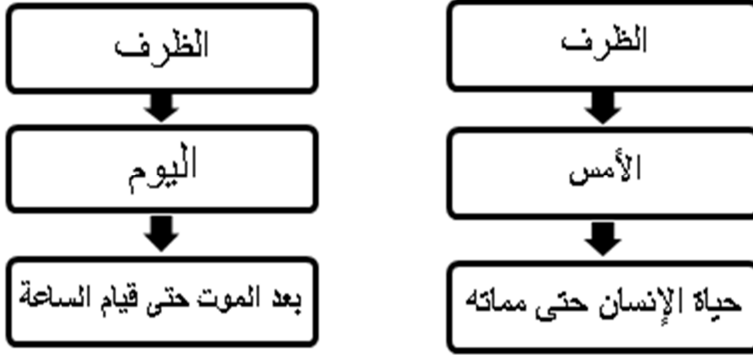 الظرف
الأمس
حياة الإنسان حتى مماته
الظرف
اليوم
بعد الموت حتى قيام الساعة